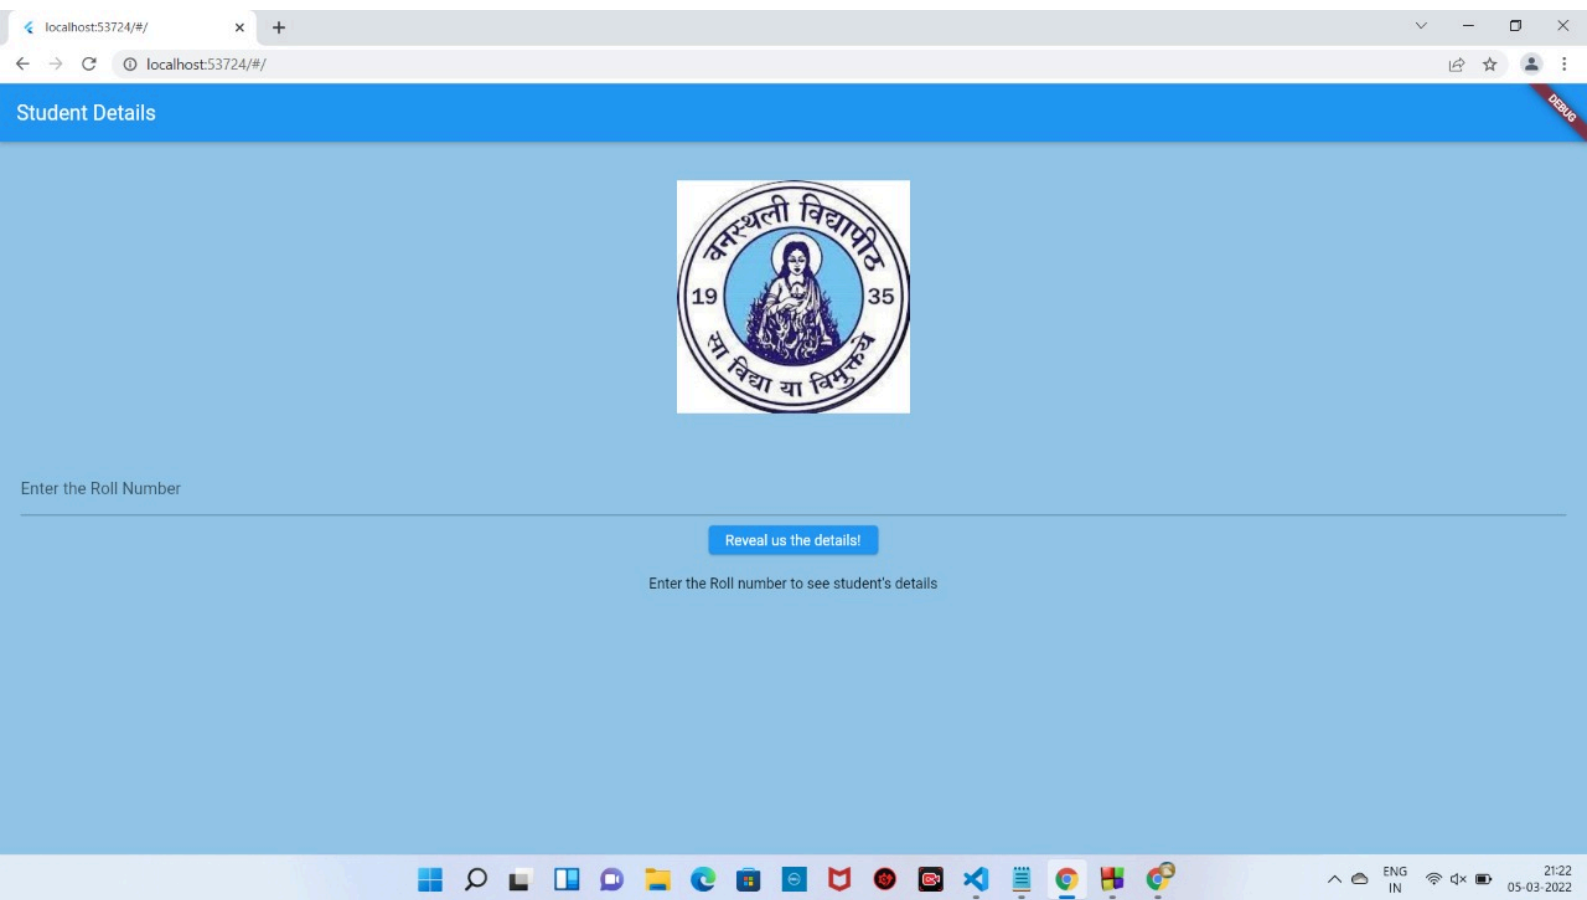 localhost:53724/#/
localhost:53724/#/
Student Details
DEBUG
वनस्थली विद्यापीठ
19 35
सा विद्या या विमुक्तये
Enter the Roll Number
Reveal us the details!
Enter the Roll number to see student's details
ENG
IN
21:22
05-03-2022